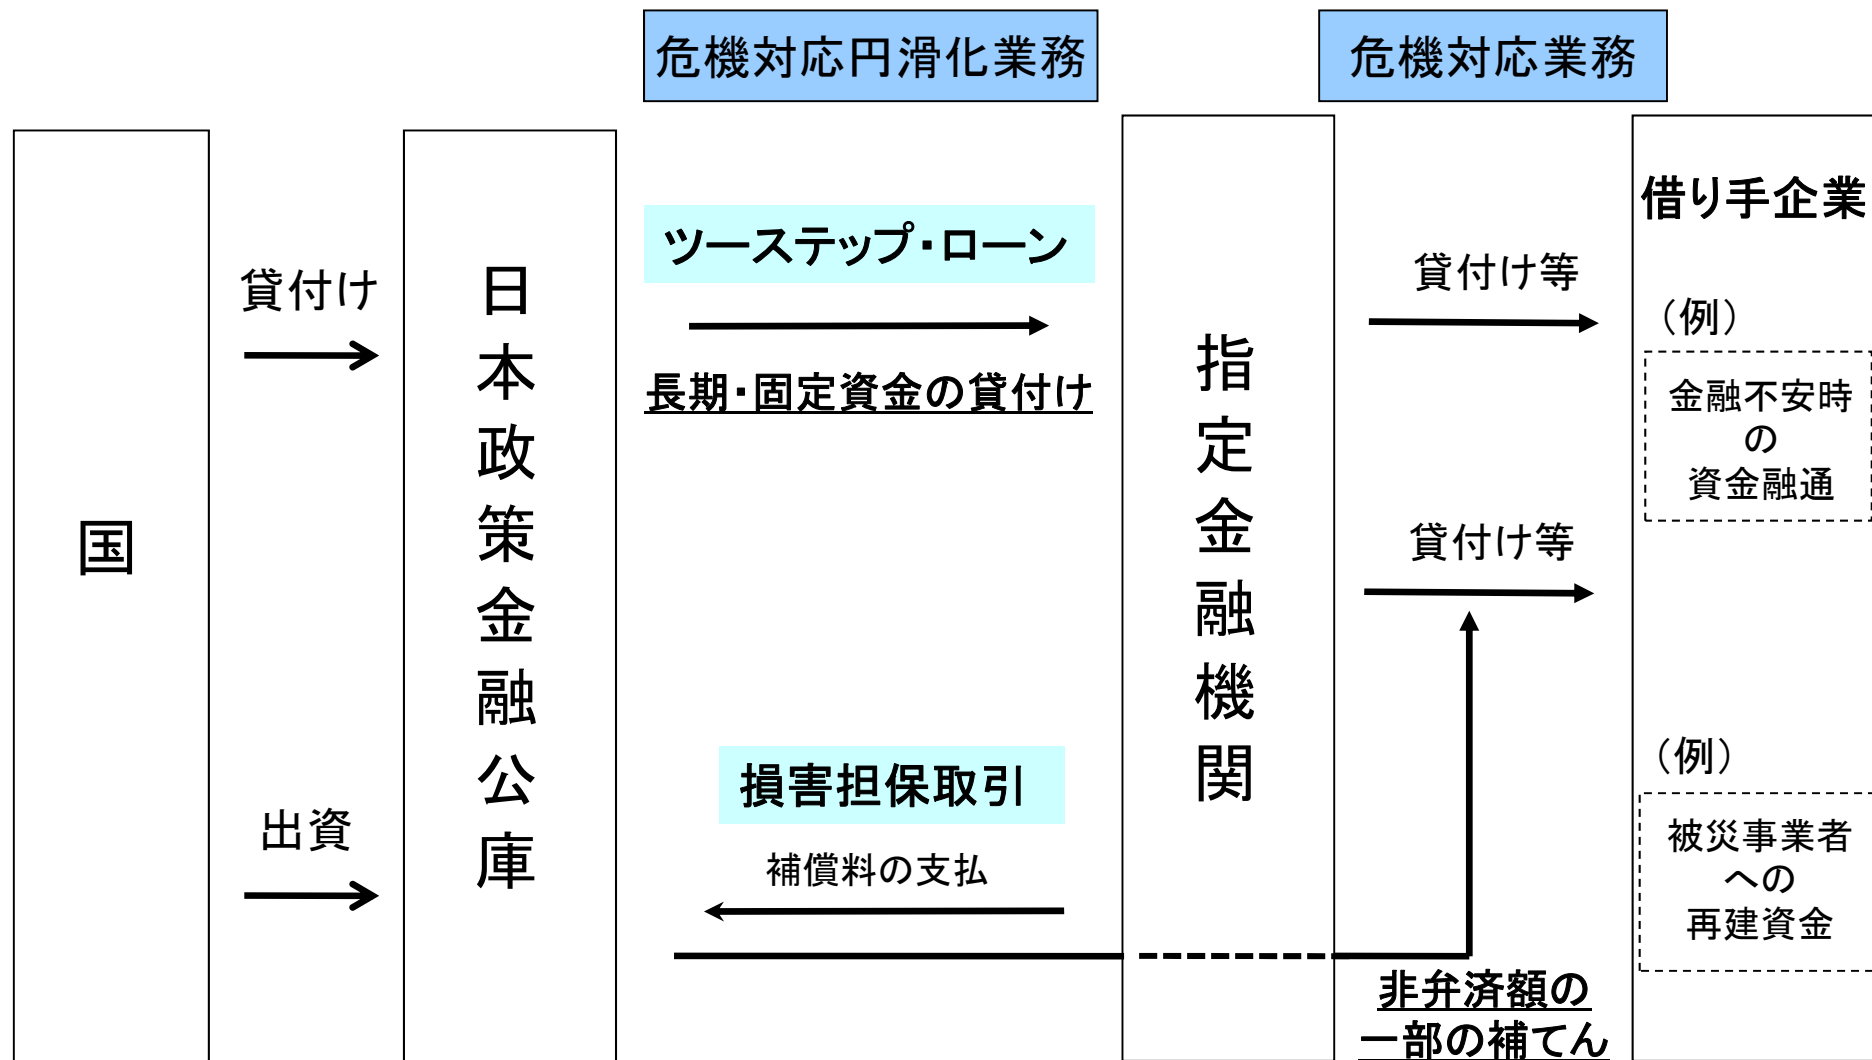 危機対応円滑化業務
危機対応業務
国
貸付け
出資
日本政策金融公庫
ツーステップ・ローン
長期・固定資金の貸付け
損害担保取引
補償料の支払
指定金融機関
貸付け等
貸付け等
非弁済額の
一部の補てん
借り手企業
（例）
金融不安時
の
資金融通
（例）
被災事業者
への
再建資金